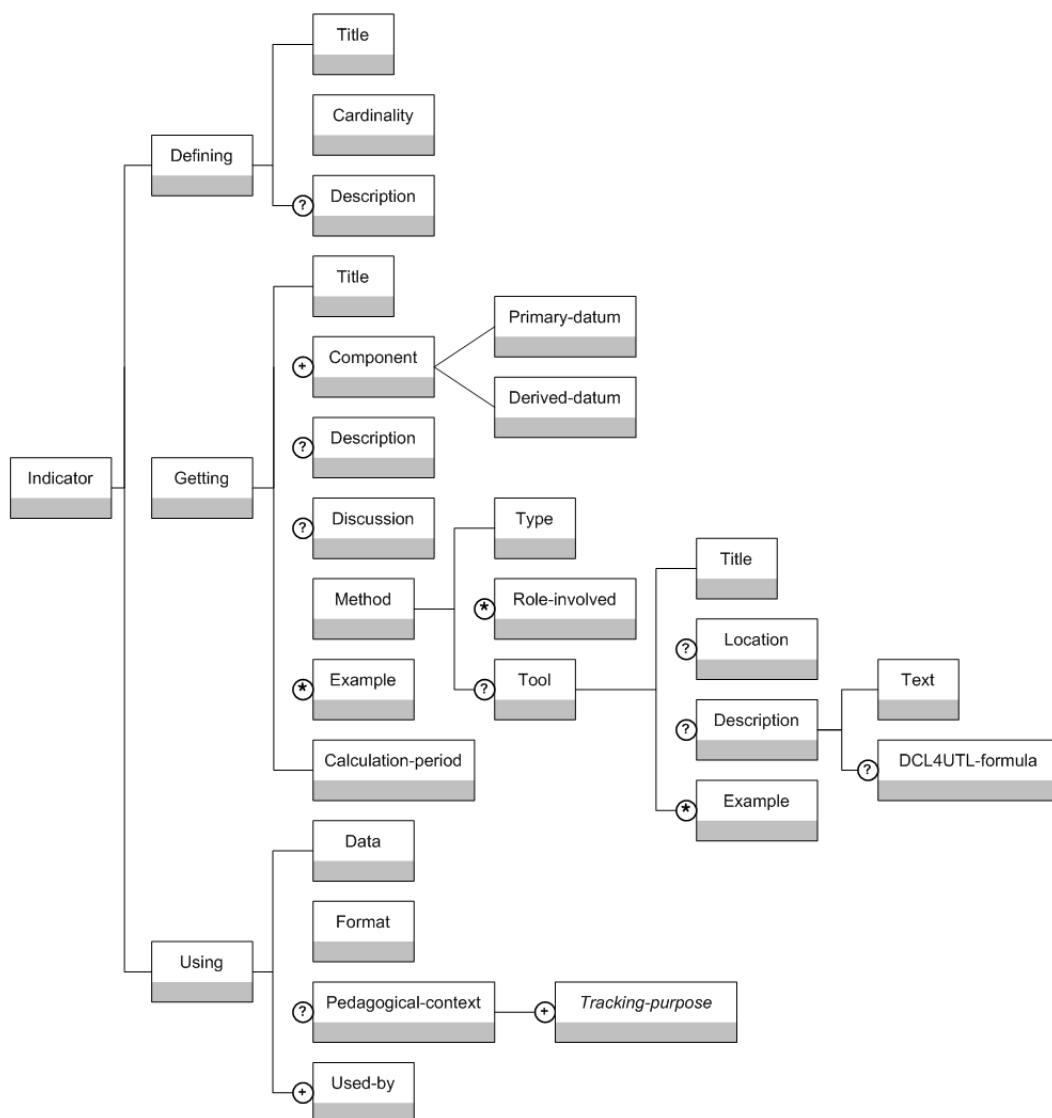 Title
Cardinality
Defining
? Description
Title
Primary-datum
+ Component
Derived-datum
? Description
Indicator
Getting
? Discussion
Type
Title
Method
* Role-involved
? Location
* Example
? Tool
Text
? Description
Calculation-period
? DCL4UTL-formula
* Example
Data
Format
Using
? Pedagogical-context
+ Tracking-purpose
+ Used-by